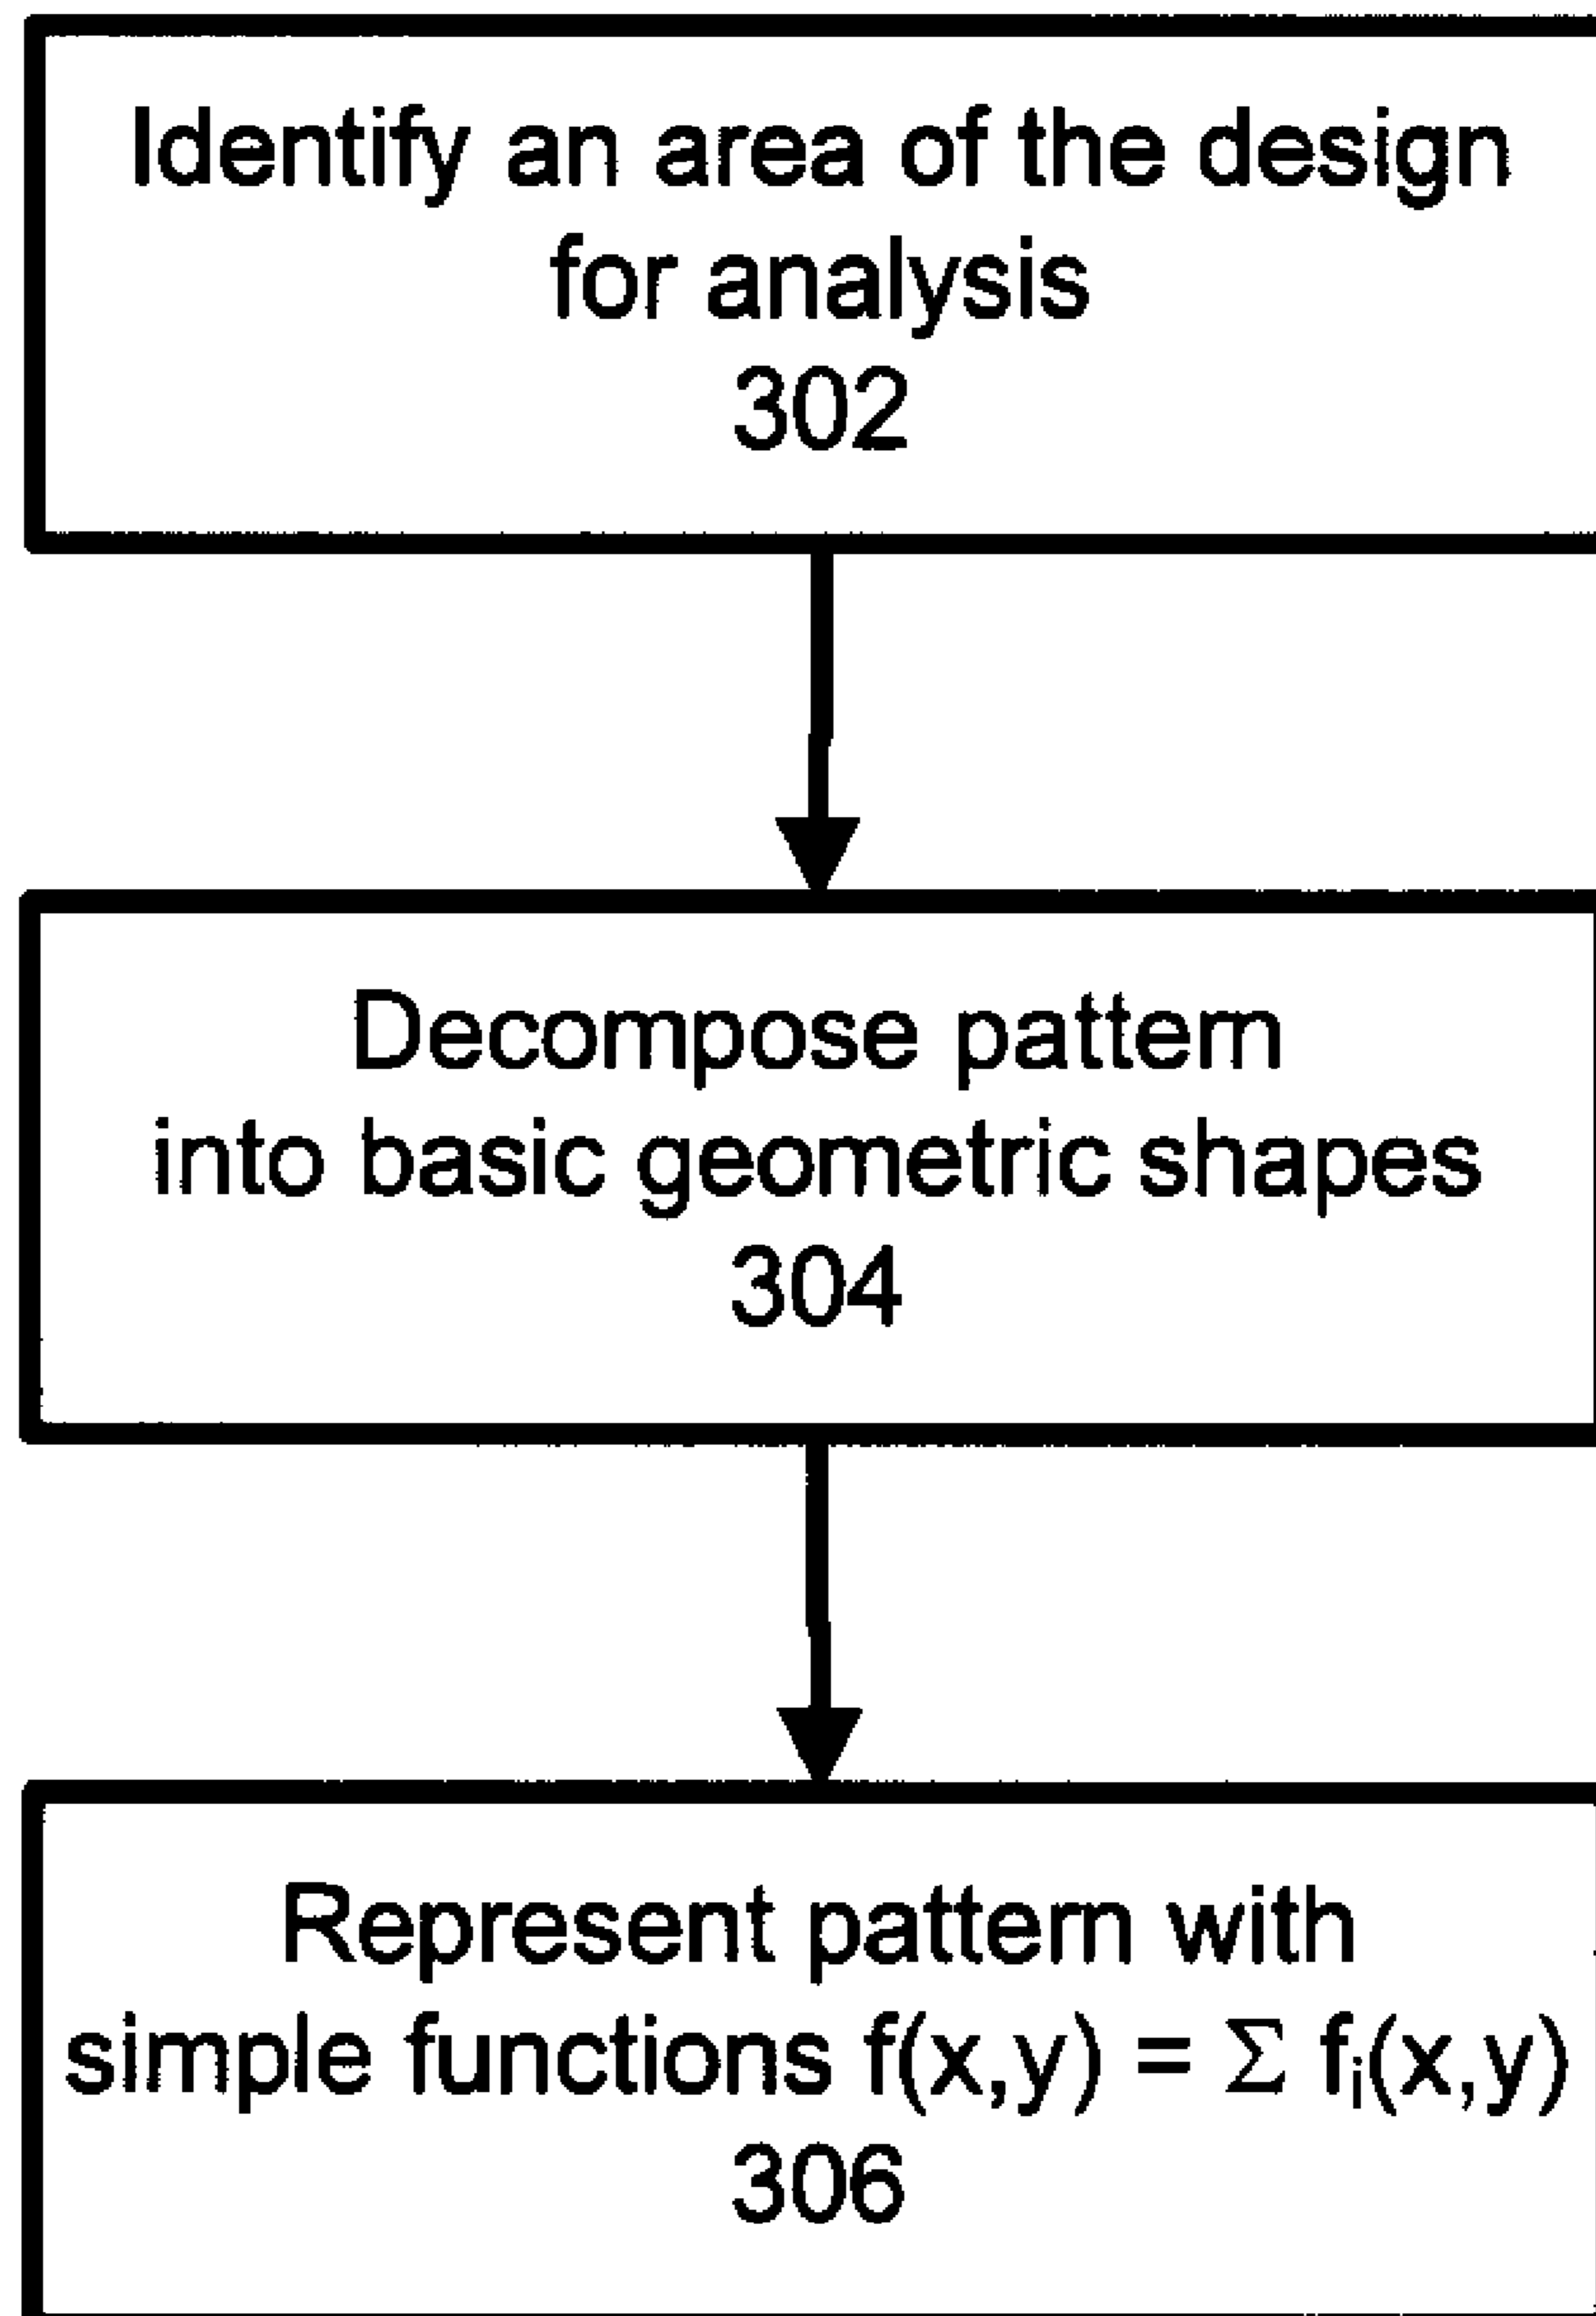 Identify an area of the design
for analysis
302
Decompose pattern
into basic geometric shapes
304
Represent pattern with
simple functions f(x,y) = Σ fᵢ(x,y)
306